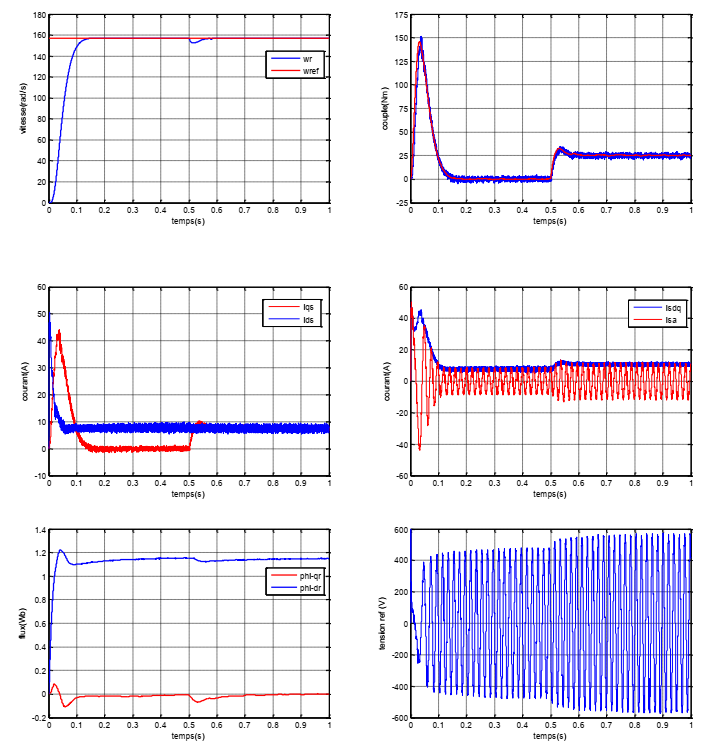 180
160
140
120
100
80
60
40
20
0
vitesse(rad/s)
wr
wref
0 0.1 0.2 0.3 0.4 0.5 0.6 0.7 0.8 0.9 1
temps(s)
175
150
125
100
75
50
25
0
-25
couple(Nm)
0 0.1 0.2 0.3 0.4 0.5 0.6 0.7 0.8 0.9 1
temps(s)
60
50
40
30
20
10
0
-10
courant(A)
Iqs
Ids
0 0.1 0.2 0.3 0.4 0.5 0.6 0.7 0.8 0.9 1
temps(s)
60
40
20
0
-20
-40
-60
courant(A)
Isdq
Isa
0 0.1 0.2 0.3 0.4 0.5 0.6 0.7 0.8 0.9 1
temps(s)
1.4
1.2
1
0.8
0.6
0.4
0.2
0
-0.2
flux(Wb)
phi-qr
phi-dr
0 0.1 0.2 0.3 0.4 0.5 0.6 0.7 0.8 0.9 1
temps(s)
600
400
200
0
-200
-400
-600
tension ref (V)
0 0.1 0.2 0.3 0.4 0.5 0.6 0.7 0.8 0.9 1
temps(s)